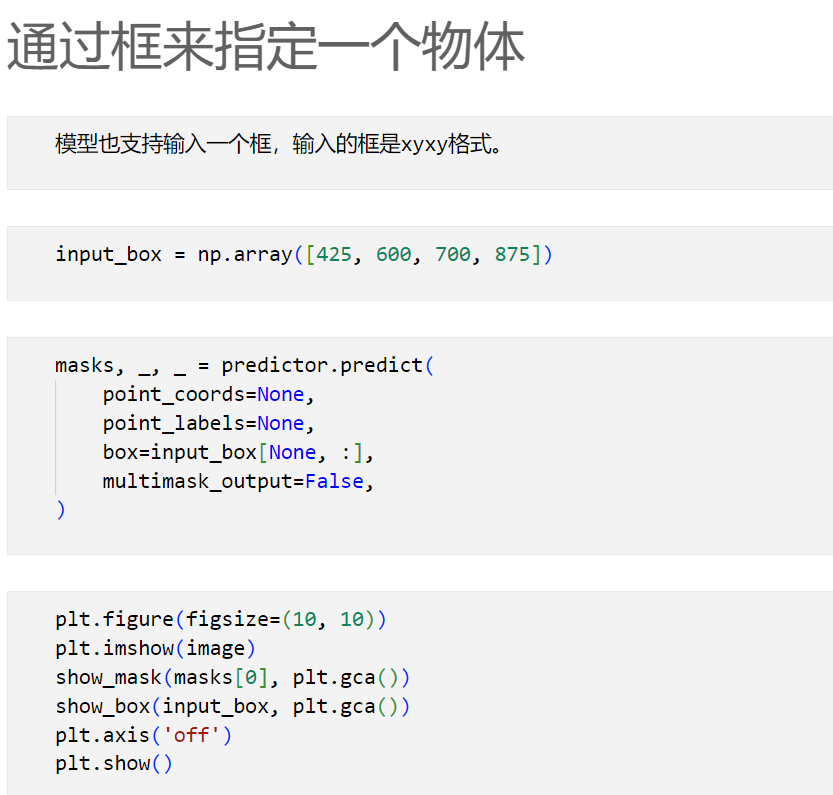 通过框来指定一个物体
模型也支持输入一个框，输入的框是xyxy格式。
input_box = np.array([425, 600, 700, 875])
masks, _, _ = predictor.predict(
    point_coords=None,
    point_labels=None,
    box=input_box[None, :],
    multimask_output=False,
)
plt.figure(figsize=(10, 10))
plt.imshow(image)
show_mask(masks[0], plt.gca())
show_box(input_box, plt.gca())
plt.axis('off')
plt.show()